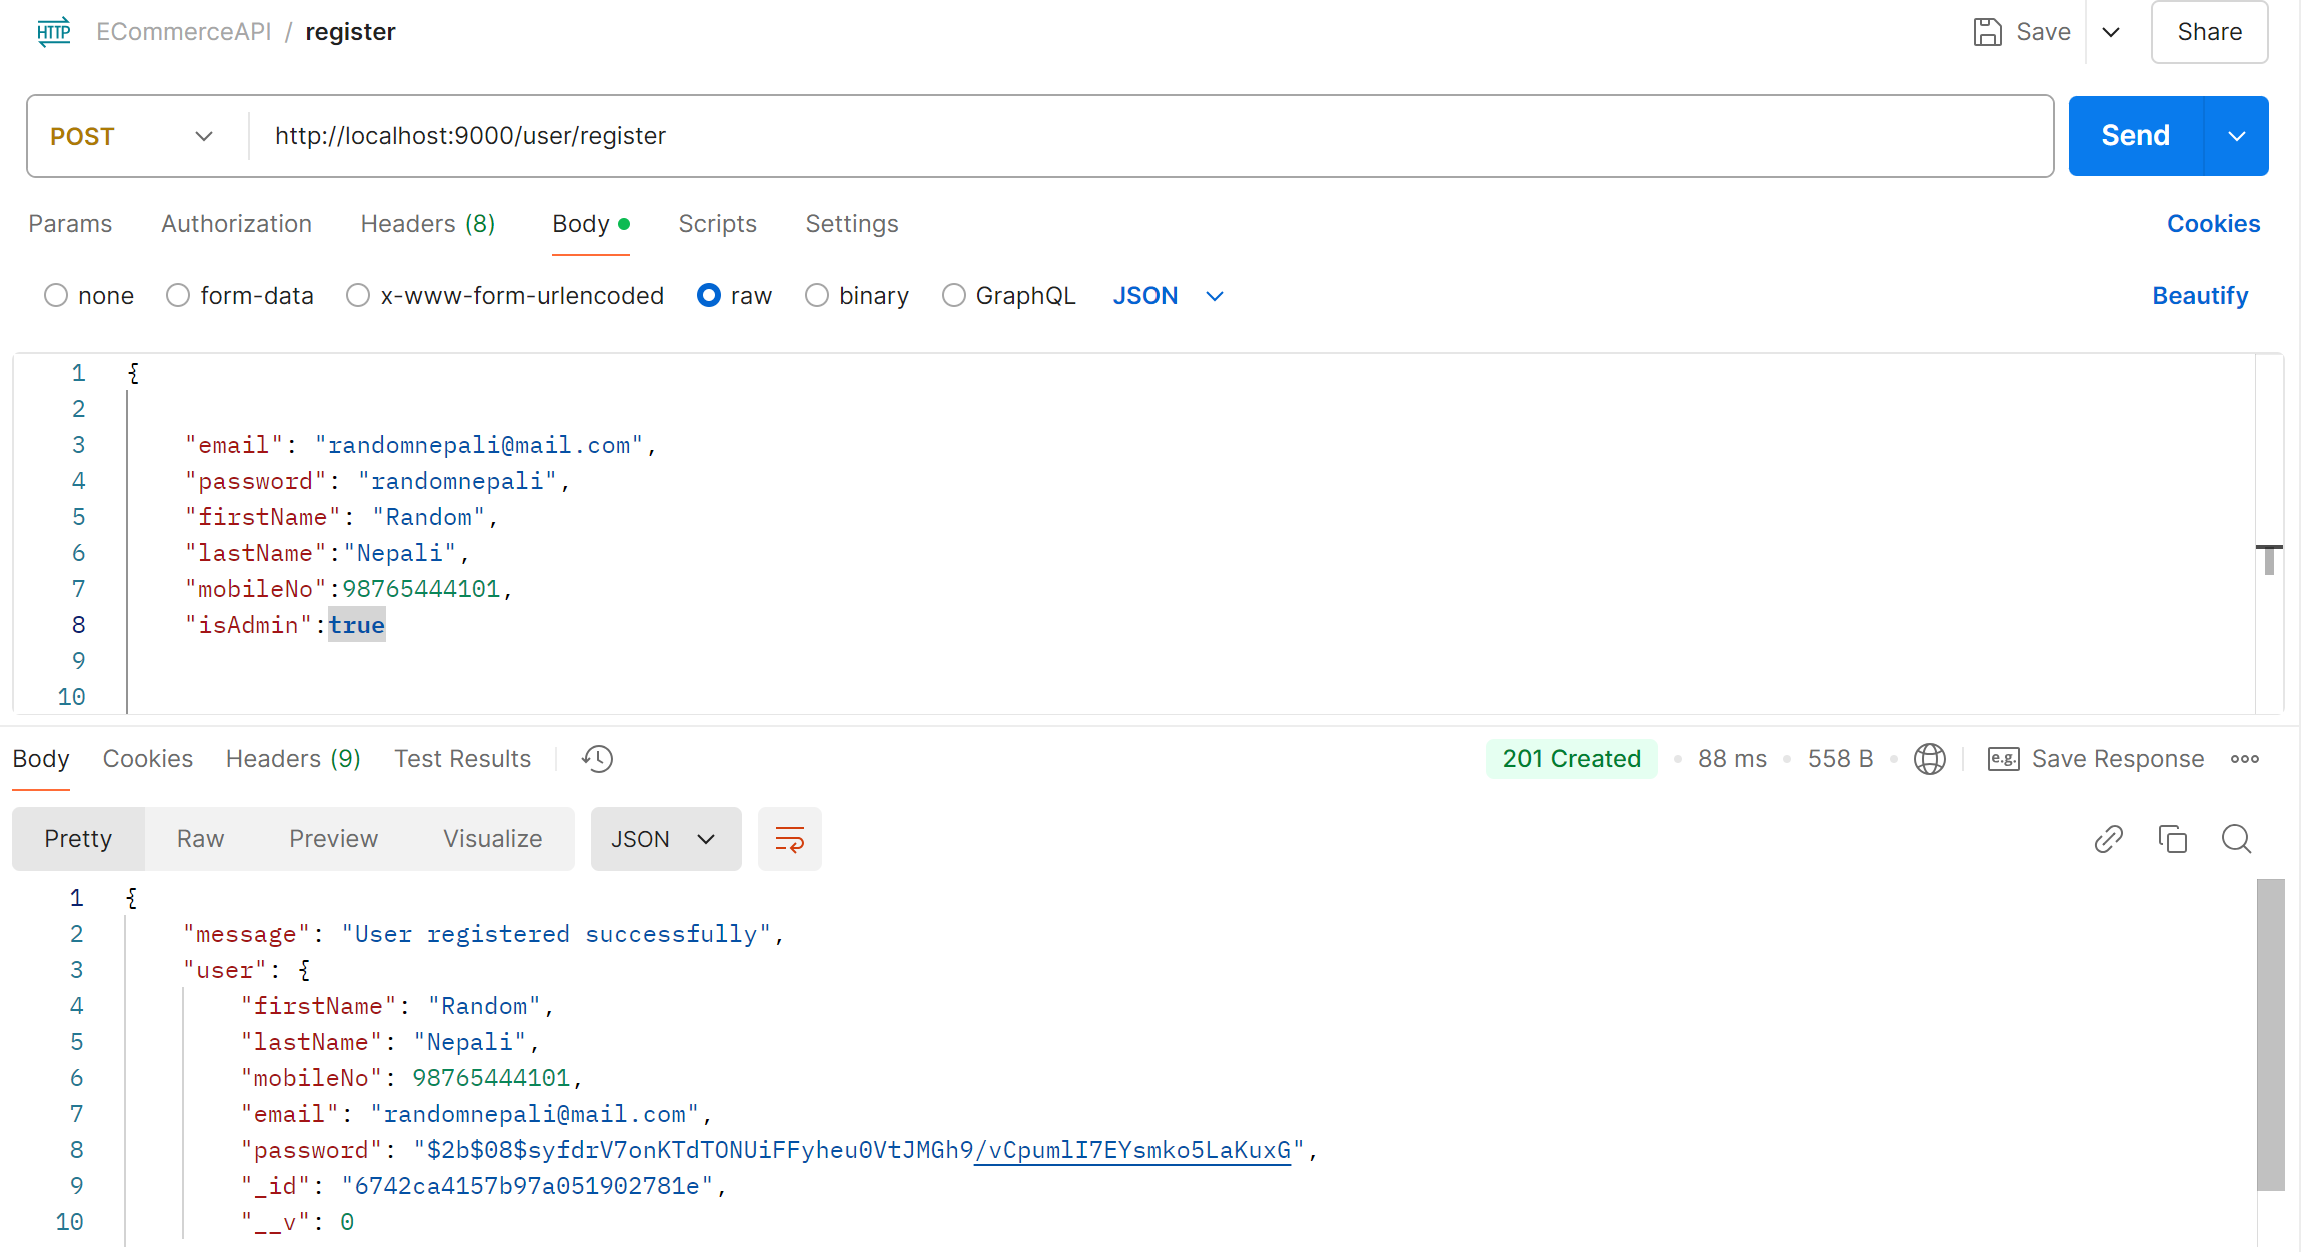 HTTP ECommerceAPI / register Save Share
POST http://localhost:9000/user/register Send
Params Authorization Headers (8) Body Scripts Settings Cookies
none form-data x-www-form-urlencoded raw binary GraphQL JSON Beautify
1 {
2
3 "email": "randomnepali@mail.com",
4 "password": "randomnepali",
5 "firstName": "Random",
6 "lastName":"Nepali",
7 "mobileNo":98765444101,
8 "isAdmin":true
9
10
Body Cookies Headers (9) Test Results 201 Created • 88 ms • 558 B • e.g. Save Response
Pretty Raw Preview Visualize JSON
1 {
2 "message": "User registered successfully",
3 "user": {
4 "firstName": "Random",
5 "lastName": "Nepali",
6 "mobileNo": 98765444101,
7 "email": "randomnepali@mail.com",
8 "password": "$2b$08$syfdrV7onKTdTONUiFFyheu0VtJMGh9/vCpumlI7EYsmko5LaKuxG",
9 "_id": "6742ca4157b97a051902781e",
10 "__v": 0